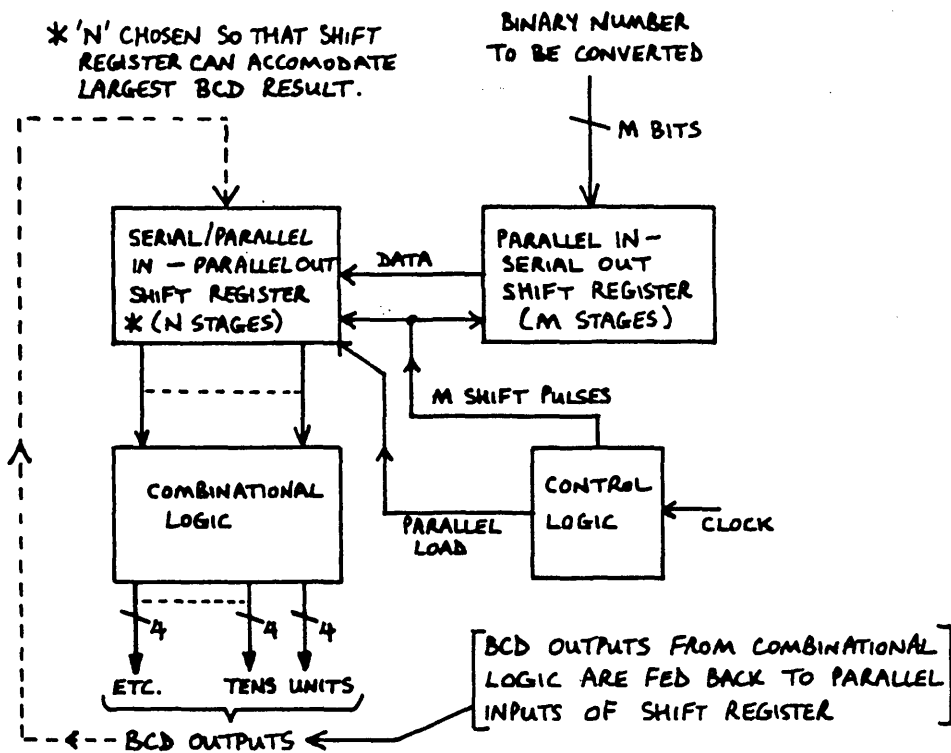 * 'N' CHOSEN SO THAT SHIFT
REGISTER CAN ACCOMODATE
LARGEST BCD RESULT.
BINARY NUMBER
TO BE CONVERTED
M BITS
SERIAL/PARALLEL
IN - PARALLEL OUT
SHIFT REGISTER
* (N STAGES)
DATA
PARALLEL IN -
SERIAL OUT
SHIFT REGISTER
(M STAGES)
M SHIFT PULSES
COMBINATIONAL
LOGIC
PARALLEL
LOAD
CONTROL
LOGIC
CLOCK
4
4
4
ETC.
TENS
UNITS
BCD OUTPUTS
[BCD OUTPUTS FROM COMBINATIONAL
LOGIC ARE FED BACK TO PARALLEL
INPUTS OF SHIFT REGISTER]